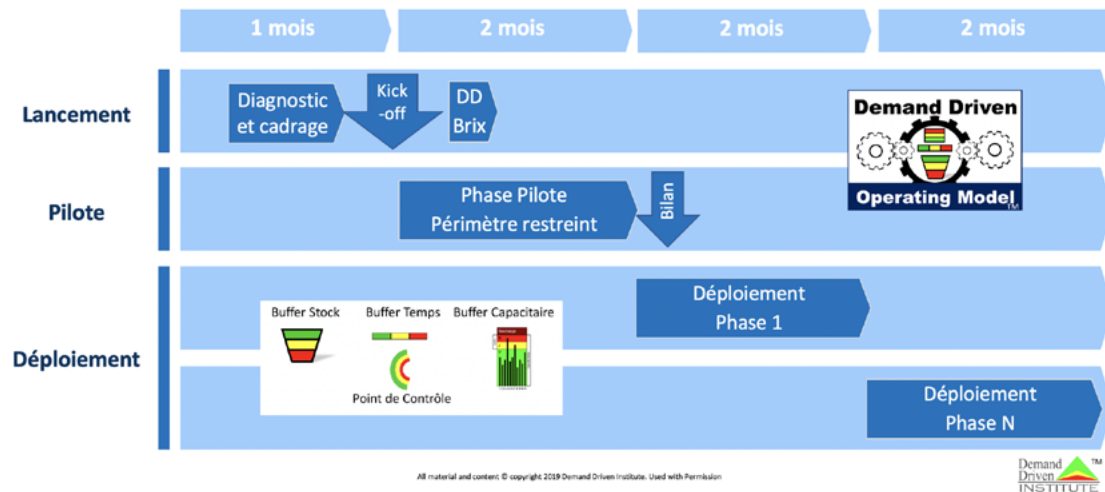 1 mois
2 mois
2 mois
2 mois
Lancement
Diagnostic
et cadrage
Kick
-off
DD
Brix
Demand Driven
Operating Model
TM
Pilote
Phase Pilote
Périmètre restreint
Bilan
Déploiement
Déploiement
Phase 1
Buffer Stock
Buffer Temps
Buffer Capacitaire
Point de Contrôle
Déploiement
Phase N
All material and content © copyright 2019 Demand Driven Institute. Used with Permission
Demand
Driven
INSTITUTE
TM